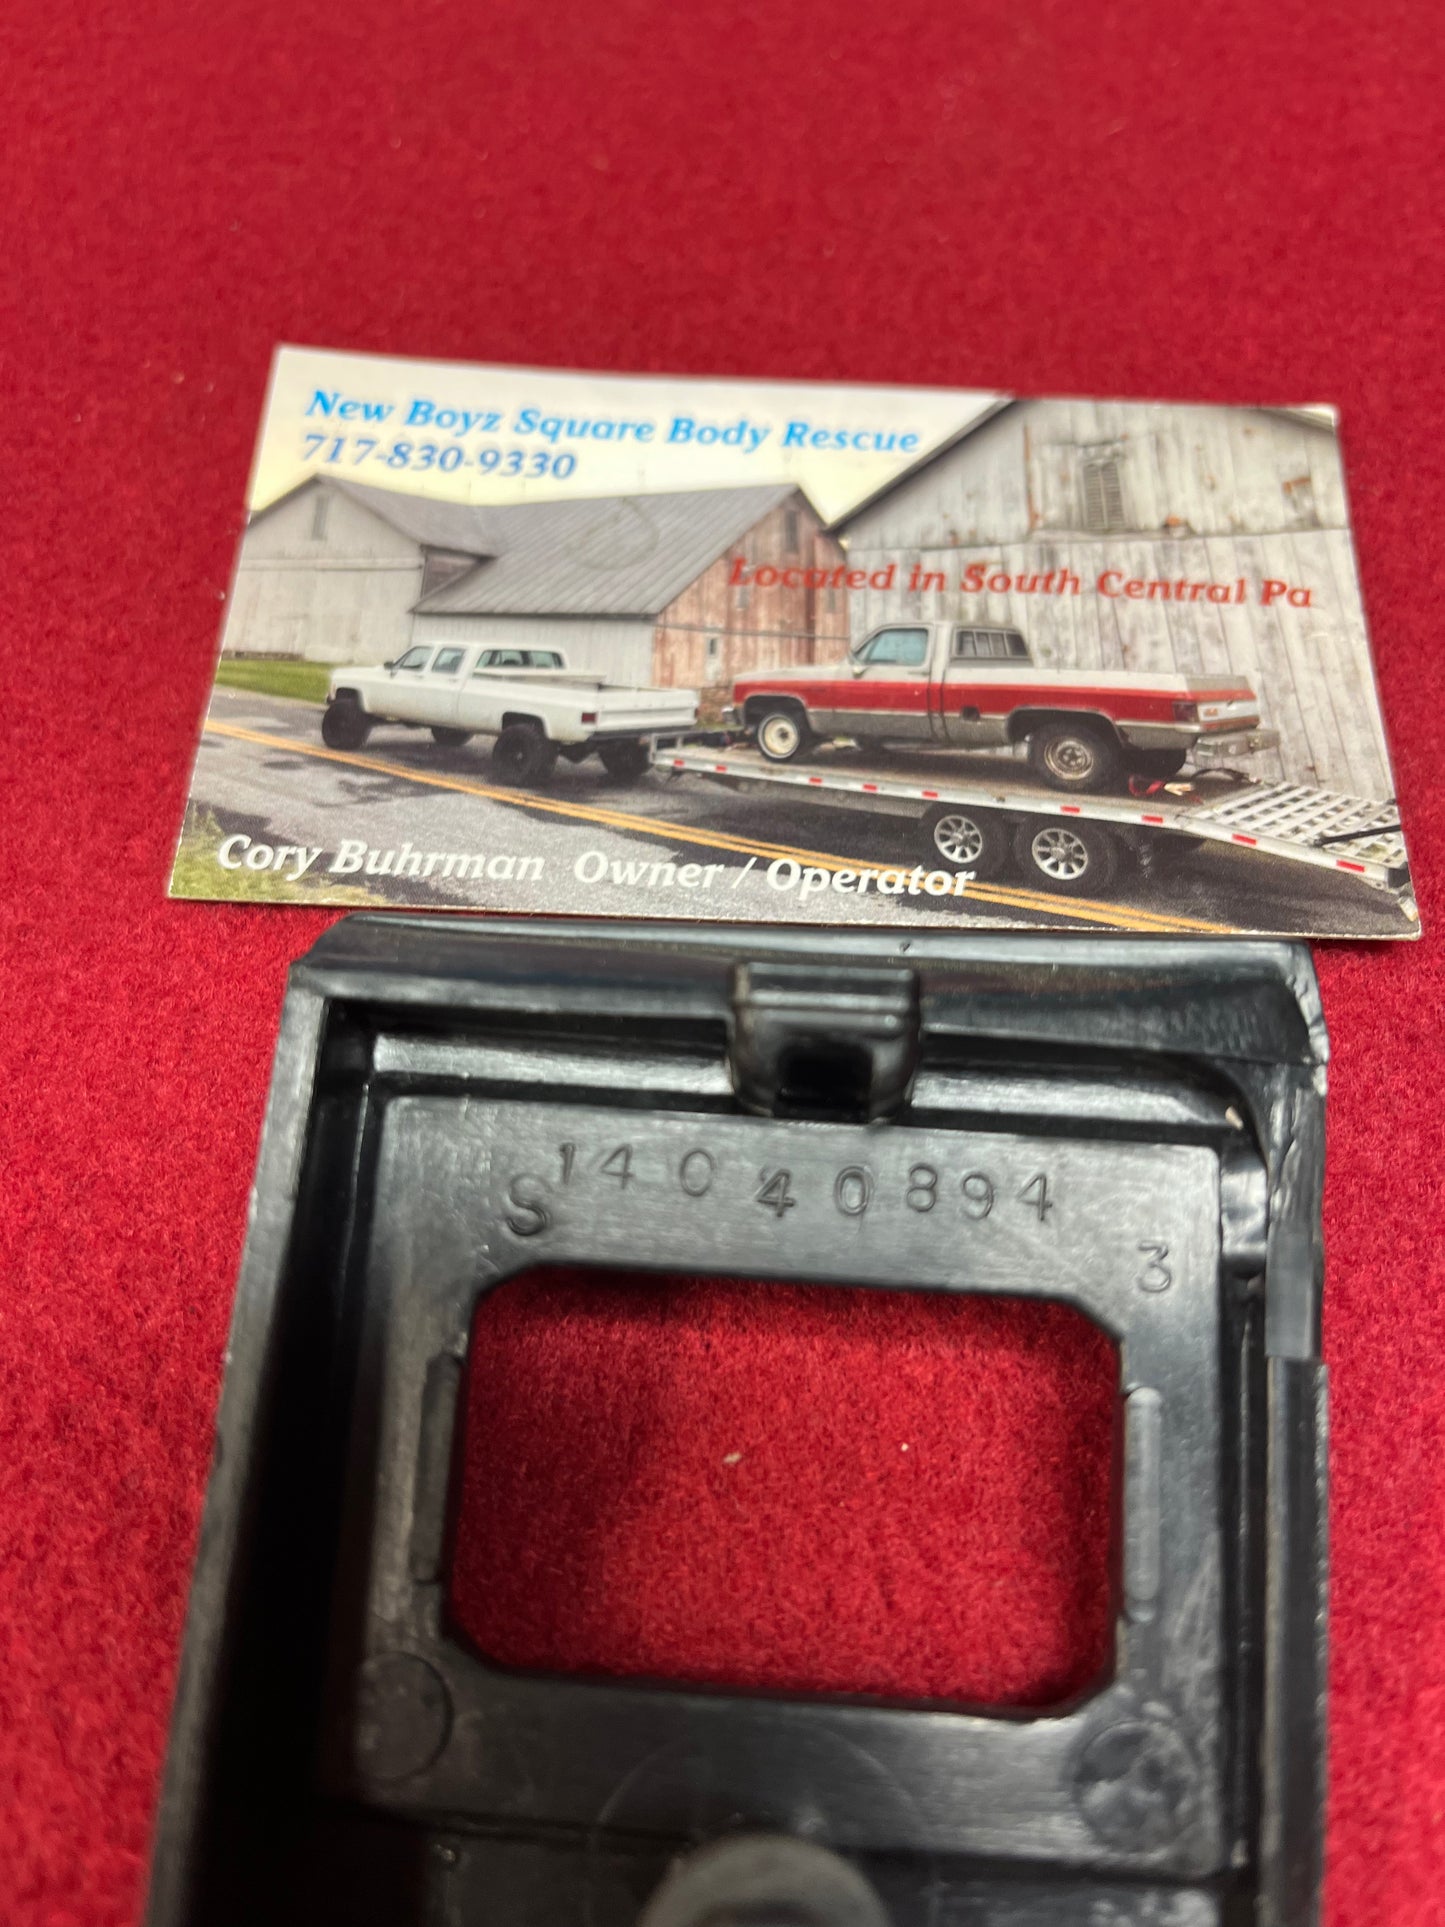 New Boyz Square Body Rescue
717-830-9330
Located in South Central Pa
Cory Buhrman Owner / Operator
S 14040894
3